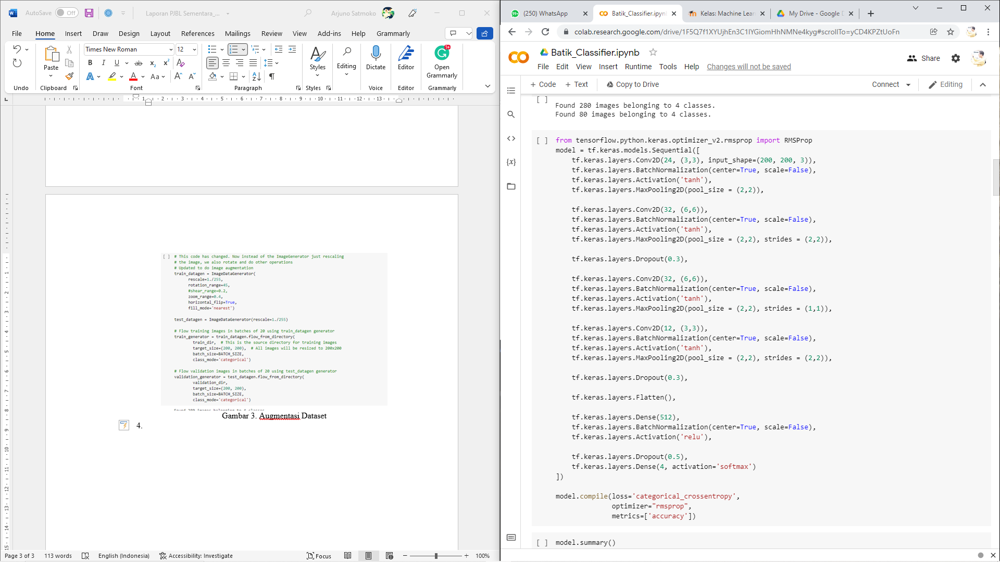 AutoSave Off
Laporan PJBL Sementara_...
Arjuno Satmoko
File Home Insert Draw Design Layout References Mailings Review View Add-ins Help Grammarly
Times New Roman 12
Paste
Styles
Editing
Dictate
Editor
Open Grammarly
Undo Clipboard Font Paragraph Styles Voice Editor Grammarly
[ ] # This code has changed. Now instead of the ImageGenerator just rescaling
# the image, we also rotate and do other operations
# Updated to do image augmentation
train_datagen = ImageDataGenerator(
rescale=1./255,
rotation_range=45,
#shear_range=0.2,
zoom_range=0.4,
horizontal_flip=True,
fill_mode='nearest')
test_datagen = ImageDataGenerator(rescale=1./255)
# Flow training images in batches of 20 using train_datagen generator
train_generator = train_datagen.flow_from_directory(
train_dir, # This is the source directory for training images
target_size=(200, 200), # All images will be resized to 200x200
batch_size=BATCH_SIZE,
class_mode='categorical')
# Flow validation images in batches of 20 using test_datagen generator
validation_generator = test_datagen.flow_from_directory(
validation_dir,
target_size=(200, 200),
batch_size=BATCH_SIZE,
class_mode='categorical')
Gambar 3. Augmentasi Dataset
4.
Page 3 of 3 113 words English (Indonesia) Accessibility: Investigate Focus 100%
(250) WhatsApp
Batik_Classifier.ipyn
Kelas: Machine Lear
My Drive - Google D
colab.research.google.com/drive/1F5Q7f1XYUjhEn3C1IYGiomHhNMNe4kyg#scrollTo=yCD4KPZtUoFn
Batik_Classifier.ipynb
File Edit View Insert Runtime Tools Help Changes will not be saved
Share
+ Code + Text Copy to Drive
Connect Editing
[ ]
Found 280 images belonging to 4 classes.
Found 80 images belonging to 4 classes.
[ ] from tensorflow.python.keras.optimizer_v2.rmsprop import RMSProp
model = tf.keras.models.Sequential([
tf.keras.layers.Conv2D(24, (3,3), input_shape=(200, 200, 3)),
tf.keras.layers.BatchNormalization(center=True, scale=False),
tf.keras.layers.Activation('tanh'),
tf.keras.layers.MaxPooling2D(pool_size = (2,2)),
tf.keras.layers.Conv2D(32, (6,6)),
tf.keras.layers.BatchNormalization(center=True, scale=False),
tf.keras.layers.Activation('tanh'),
tf.keras.layers.MaxPooling2D(pool_size = (2,2), strides = (2,2)),
tf.keras.layers.Dropout(0.3),
tf.keras.layers.Conv2D(32, (6,6)),
tf.keras.layers.BatchNormalization(center=True, scale=False),
tf.keras.layers.Activation('tanh'),
tf.keras.layers.MaxPooling2D(pool_size = (2,2), strides = (1,1)),
tf.keras.layers.Conv2D(12, (3,3)),
tf.keras.layers.BatchNormalization(center=True, scale=False),
tf.keras.layers.Activation('tanh'),
tf.keras.layers.MaxPooling2D(pool_size = (2,2), strides = (2,2)),
tf.keras.layers.Dropout(0.3),
tf.keras.layers.Flatten(),
tf.keras.layers.Dense(512),
tf.keras.layers.BatchNormalization(center=True, scale=False),
tf.keras.layers.Activation('relu'),
tf.keras.layers.Dropout(0.5),
tf.keras.layers.Dense(4, activation='softmax')
])
model.compile(loss='categorical_crossentropy',
optimizer="rmsprop",
metrics=['accuracy'])
[ ] model.summary()